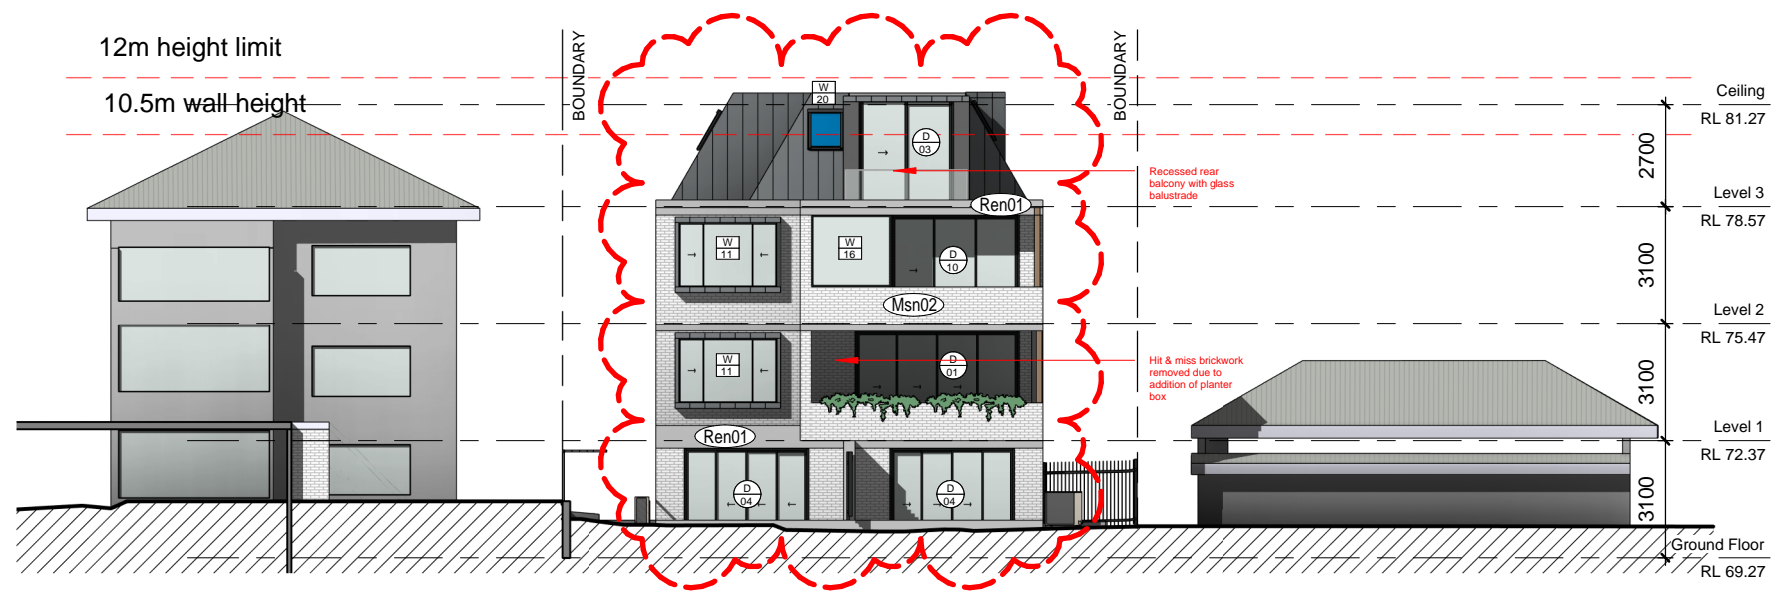 12m height limit
10.5m wall height
BOUNDARY
BOUNDARY
W
20
D
03
Recessed rear
balcony with glass
balustrade
Ren01
W
11
W
16
D
10
Msn02
W
11
D
01
Hit & miss brickwork
removed due to
addition of planter
box
Ren01
D
04
D
04
Ceiling
RL 81.27
2700
Level 3
RL 78.57
3100
Level 2
RL 75.47
3100
Level 1
RL 72.37
3100
Ground Floor
RL 69.27